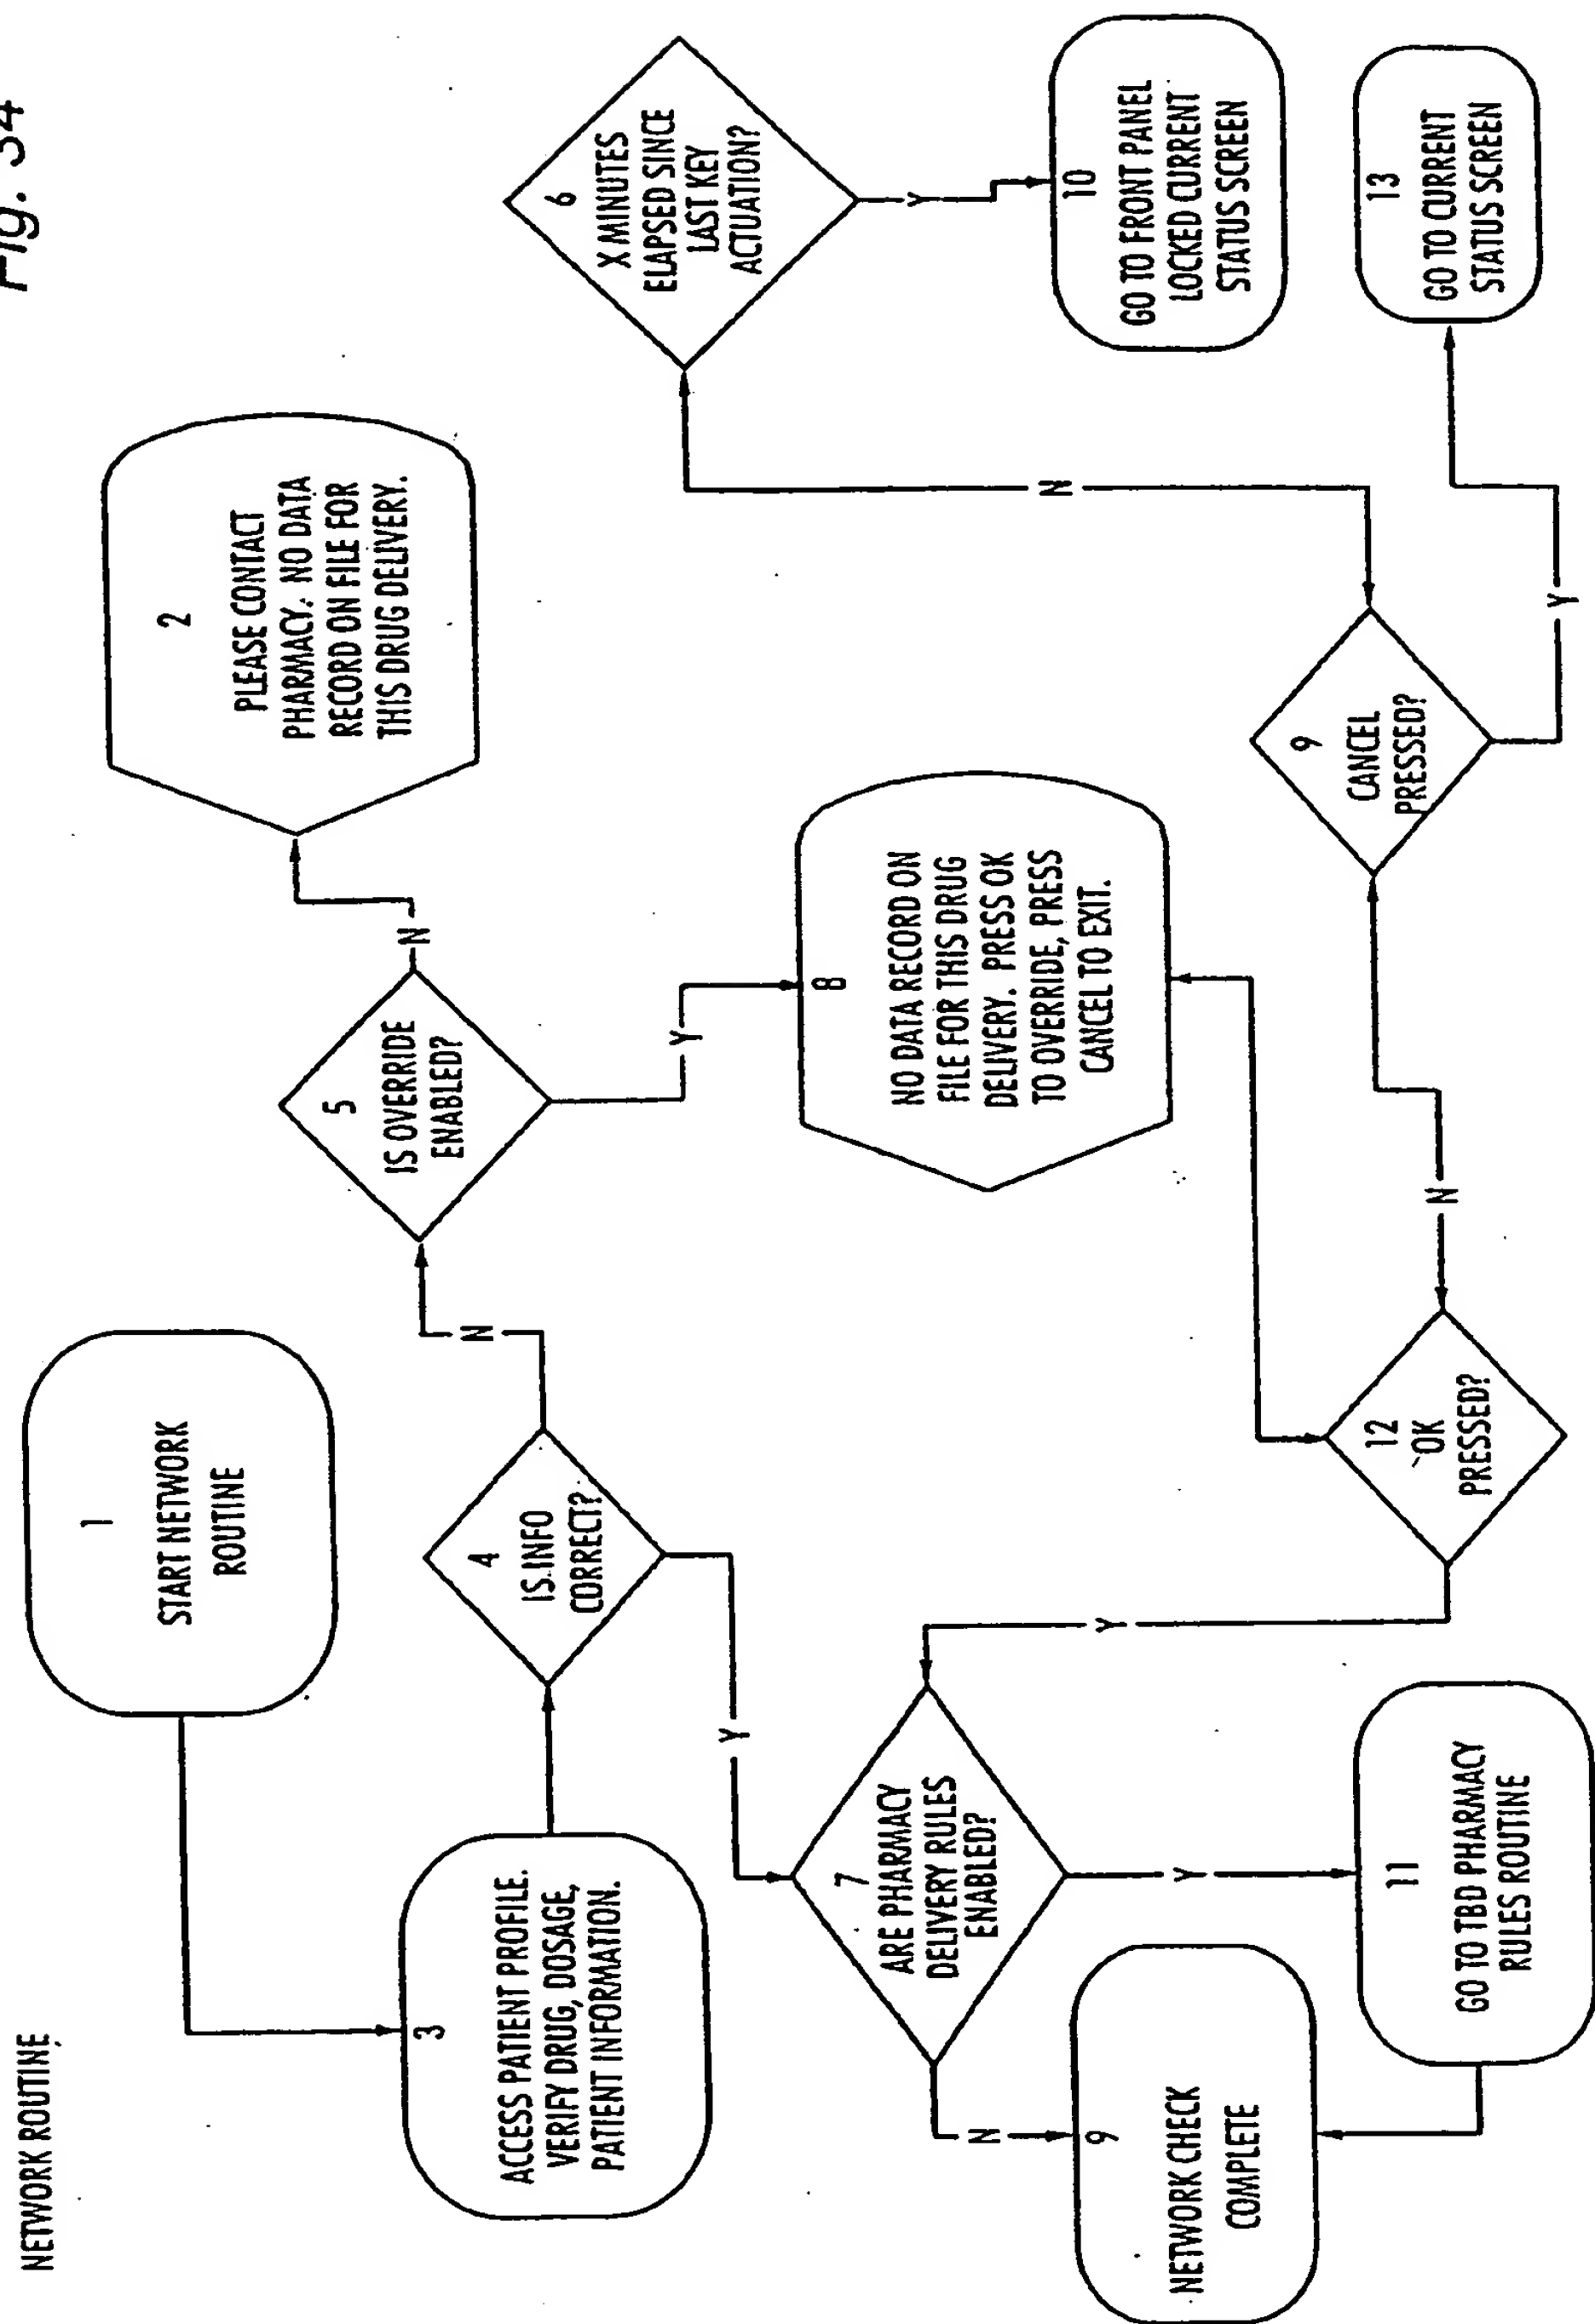 NETWORK ROUTINE
Fig. 34
1
START NETWORK
ROUTINE
2
PLEASE CONTACT
PHARMACY. NO DATA
RECORD ON FILE FOR
THIS DRUG DELIVERY.
3
ACCESS PATIENT PROFILE.
VERIFY DRUG, DOSAGE,
PATIENT INFORMATION.
4
IS INFO
CORRECT?
N
Y
5
IS OVERRIDE
ENABLED?
N
Y
6
X MINUTES
ELAPSED SINCE
LAST KEY
ACTUATION?
Y
N
7
ARE PHARMACY
DELIVERY RULES
ENABLED?
N
Y
8
NO DATA RECORD ON
FILE FOR THIS DRUG
DELIVERY. PRESS OK
TO OVERRIDE, PRESS
CANCEL TO EXIT.
9
CANCEL
PRESSED?
N
Y
10
GO TO FRONT PANEL
LOCKED CURRENT
STATUS SCREEN
9
NETWORK CHECK
COMPLETE
11
GO TO TBD PHARMACY
RULES ROUTINE
12
OK
PRESSED?
Y
13
GO TO CURRENT
STATUS SCREEN